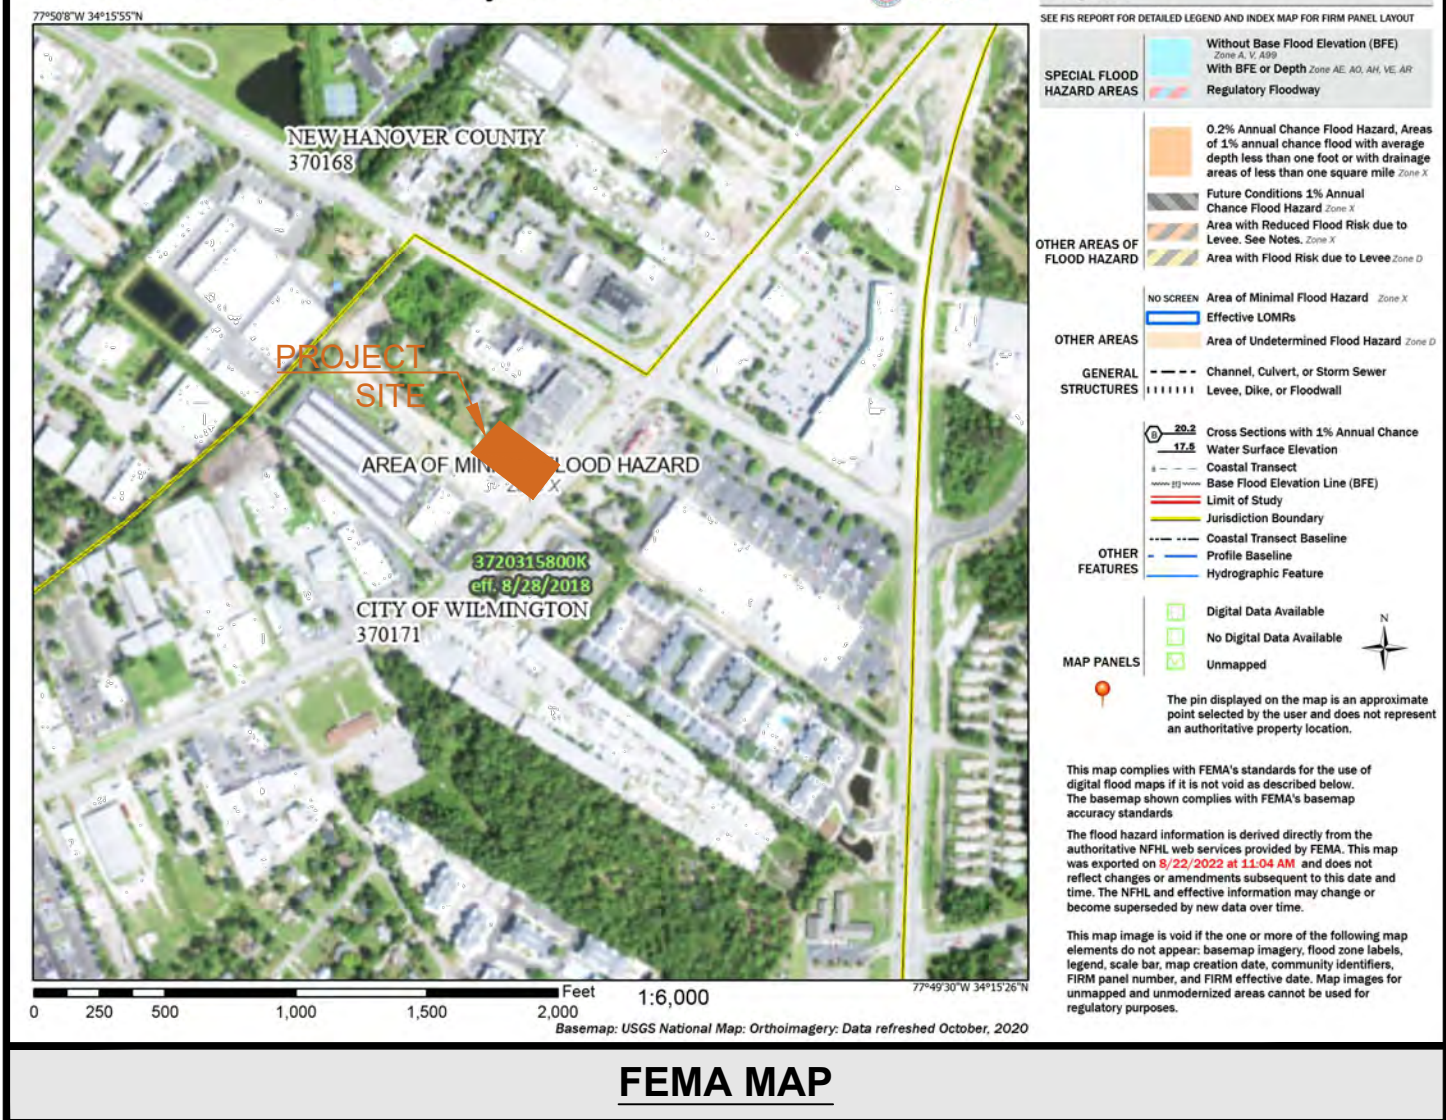 77°50'8"W 34°15'55"N
NEW HANOVER COUNTY
370168
PROJECT
SITE
AREA OF MIN FLOOD HAZARD
X
3720315800K
eff. 8/28/2018
CITY OF WILMINGTON
370171
77°49'30"W 34°15'26"N
0 250 500 1,000 1,500 2,000
Feet
1:6,000
Basemap: USGS National Map: Orthoimagery: Data refreshed October, 2020
SEE FIS REPORT FOR DETAILED LEGEND AND INDEX MAP FOR FIRM PANEL LAYOUT
SPECIAL FLOOD
HAZARD AREAS
Without Base Flood Elevation (BFE)
Zone A, V, A99
With BFE or Depth Zone AE, AO, AH, VE, AR
Regulatory Floodway
OTHER AREAS OF
FLOOD HAZARD
0.2% Annual Chance Flood Hazard, Areas
of 1% annual chance flood with average
depth less than one foot or with drainage
areas of less than one square mile Zone X
Future Conditions 1% Annual
Chance Flood Hazard Zone X
Area with Reduced Flood Risk due to
Levee. See Notes. Zone X
Area with Flood Risk due to Levee Zone D
OTHER AREAS
NO SCREEN Area of Minimal Flood Hazard Zone X
Effective LOMRs
Area of Undetermined Flood Hazard Zone D
GENERAL
STRUCTURES
Channel, Culvert, or Storm Sewer
Levee, Dike, or Floodwall
OTHER
FEATURES
B 20.2 Cross Sections with 1% Annual Chance
17.5 Water Surface Elevation
Coastal Transect
Base Flood Elevation Line (BFE)
Limit of Study
Jurisdiction Boundary
Coastal Transect Baseline
Profile Baseline
Hydrographic Feature
MAP PANELS
Digital Data Available
No Digital Data Available
Unmapped
N
The pin displayed on the map is an approximate
point selected by the user and does not represent
an authoritative property location.
This map complies with FEMA's standards for the use of
digital flood maps if it is not void as described below.
The basemap shown complies with FEMA's basemap
accuracy standards
The flood hazard information is derived directly from the
authoritative NFHL web services provided by FEMA. This map
was exported on 8/22/2022 at 11:04 AM and does not
reflect changes or amendments subsequent to this date and
time. The NFHL and effective information may change or
become superseded by new data over time.
This map image is void if the one or more of the following map
elements do not appear: basemap imagery, flood zone labels,
legend, scale bar, map creation date, community identifiers,
FIRM panel number, and FIRM effective date. Map images for
unmapped and unmodernized areas cannot be used for
regulatory purposes.
FEMA MAP